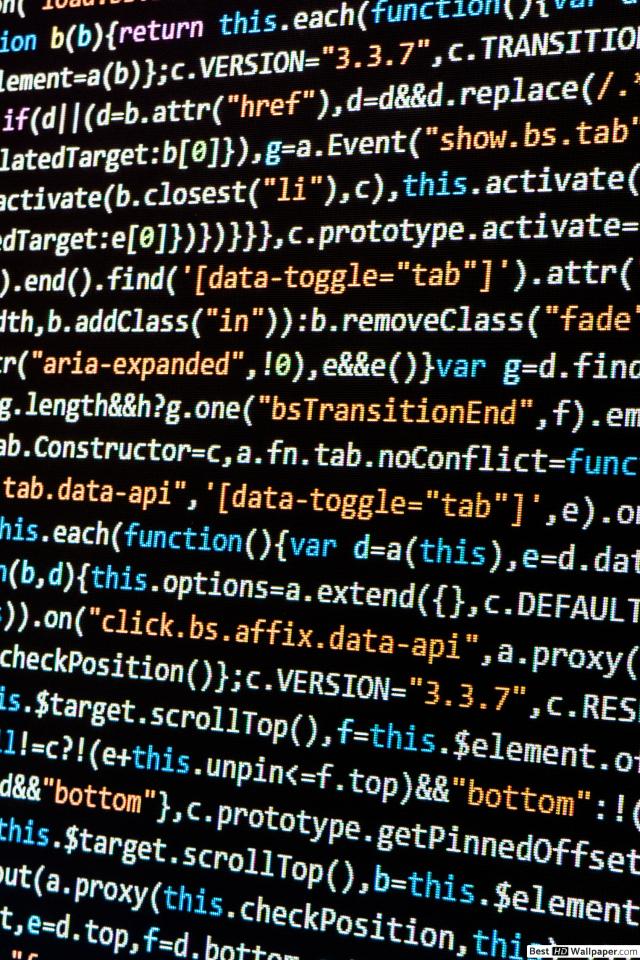 ion b(b){return this.each(function(){var
lement=a(b)};c.VERSION="3.3.7",c.TRANSITIO
if(d||(d=b.attr("href"),d=d&&d.replace(/.*
latedTarget:b[0]}),g=a.Event("show.bs.tab"
activate(b.closest("li"),c),this.activate(
edTarget:e[0]})})}}},c.prototype.activate=
).end().find('[data-toggle="tab"]').attr(
dth,b.addClass("in")):b.removeClass("fade"
tr("aria-expanded",!0),e&&e()}var g=d.find
g.length&&h?g.one("bsTransitionEnd",f).em
ab.Constructor=c,a.fn.tab.noConflict=func
tab.data-api",'[data-toggle="tab"]',e).on
this.each(function(){var d=a(this),e=d.dat
n(b,d){this.options=a.extend({},c.DEFAULT
)).on("click.bs.affix.data-api",a.proxy(
checkPosition()};c.VERSION="3.3.7",c.RES
is.$target.scrollTop(),f=this.$element.of
ll!=c?!(e+this.unpin<=f.top)&&"bottom":!(
d&&"bottom"},c.prototype.getPinnedOffset
this.$target.scrollTop(),b=this.$element
out(a.proxy(this.checkPosition,this)
t,e=d.top,f=d.bottom
Best HD Wallpaper.com